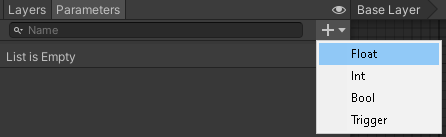 Layers Parameters Base Layer
Name
List is Empty
Float
Int
Bool
Trigger